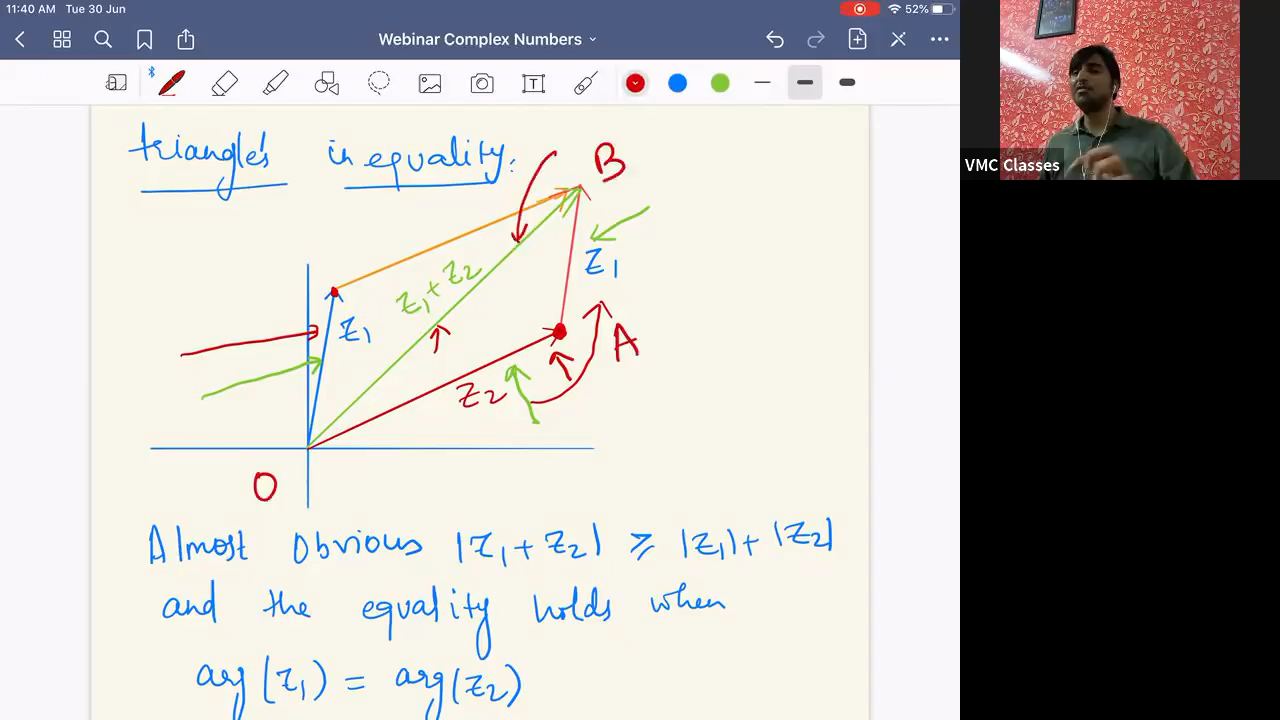 11:40 AM Tue 30 Jun
52%
Webinar Complex Numbers
T
VMC Classes
triangle's inequality:
B
z1
z1 + z2
z1
A
z2
O
Almost obvious |z1 + z2| ⩾ |z1| + |z2|
and the equality holds when
arg(z1) = arg(z2)